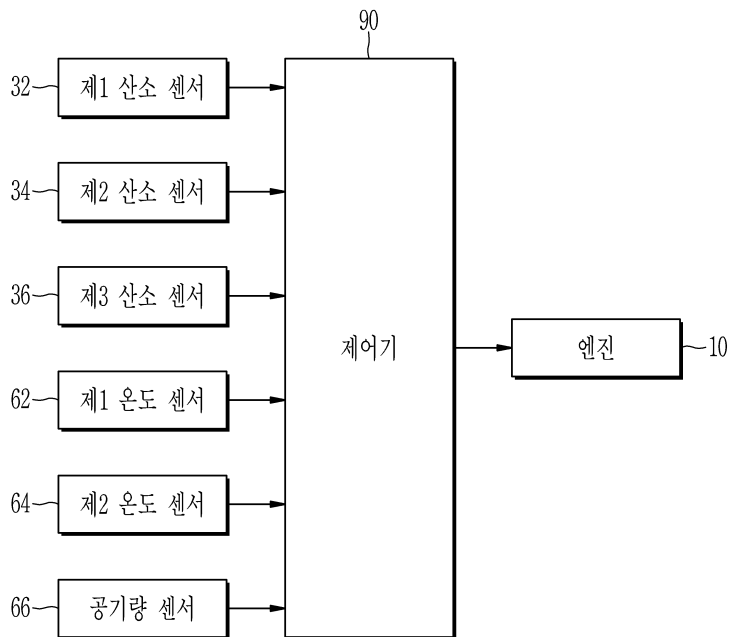 90
32 제1 산소 센서
34 제2 산소 센서
36 제3 산소 센서
제어기
엔진 10
62 제1 온도 센서
64 제2 온도 센서
66 공기량 센서